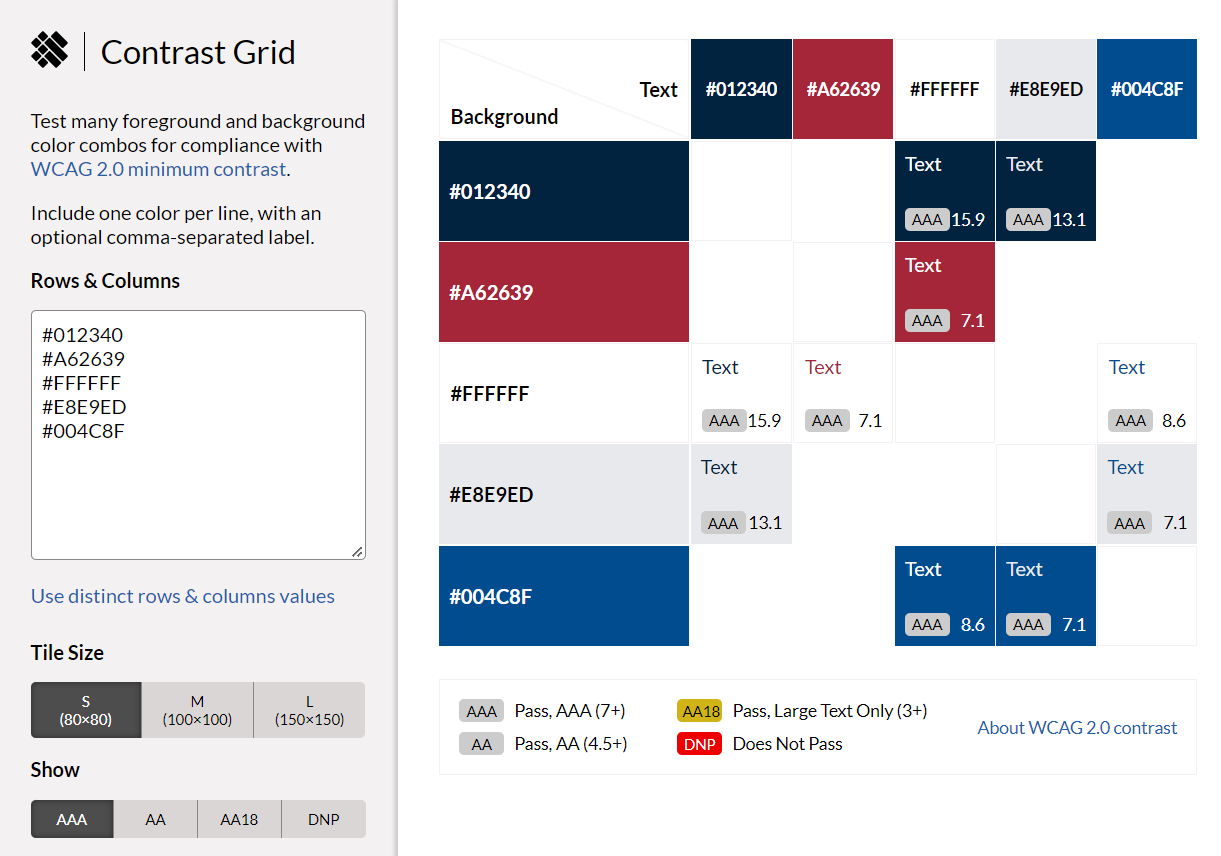 Contrast Grid
Test many foreground and background
color combos for compliance with
WCAG 2.0 minimum contrast.
Include one color per line, with an
optional comma-separated label.
Rows & Columns
#012340
#A62639
#FFFFFF
#E8E9ED
#004C8F
Use distinct rows & columns values
Tile Size
S
(80×80)
M
(100×100)
L
(150×150)
Show
AAA AA AA18 DNP
Text
Background
#012340 #A62639 #FFFFFF #E8E9ED #004C8F
#012340
Text Text
AAA 15.9 AAA 13.1
#A62639
Text
AAA 7.1
#FFFFFF
Text Text Text
AAA 15.9 AAA 7.1 AAA 8.6
#E8E9ED
Text Text
AAA 13.1 AAA 7.1
#004C8F
Text Text
AAA 8.6 AAA 7.1
AAA Pass, AAA (7+)
AA Pass, AA (4.5+)
AA18 Pass, Large Text Only (3+)
DNP Does Not Pass
About WCAG 2.0 contrast